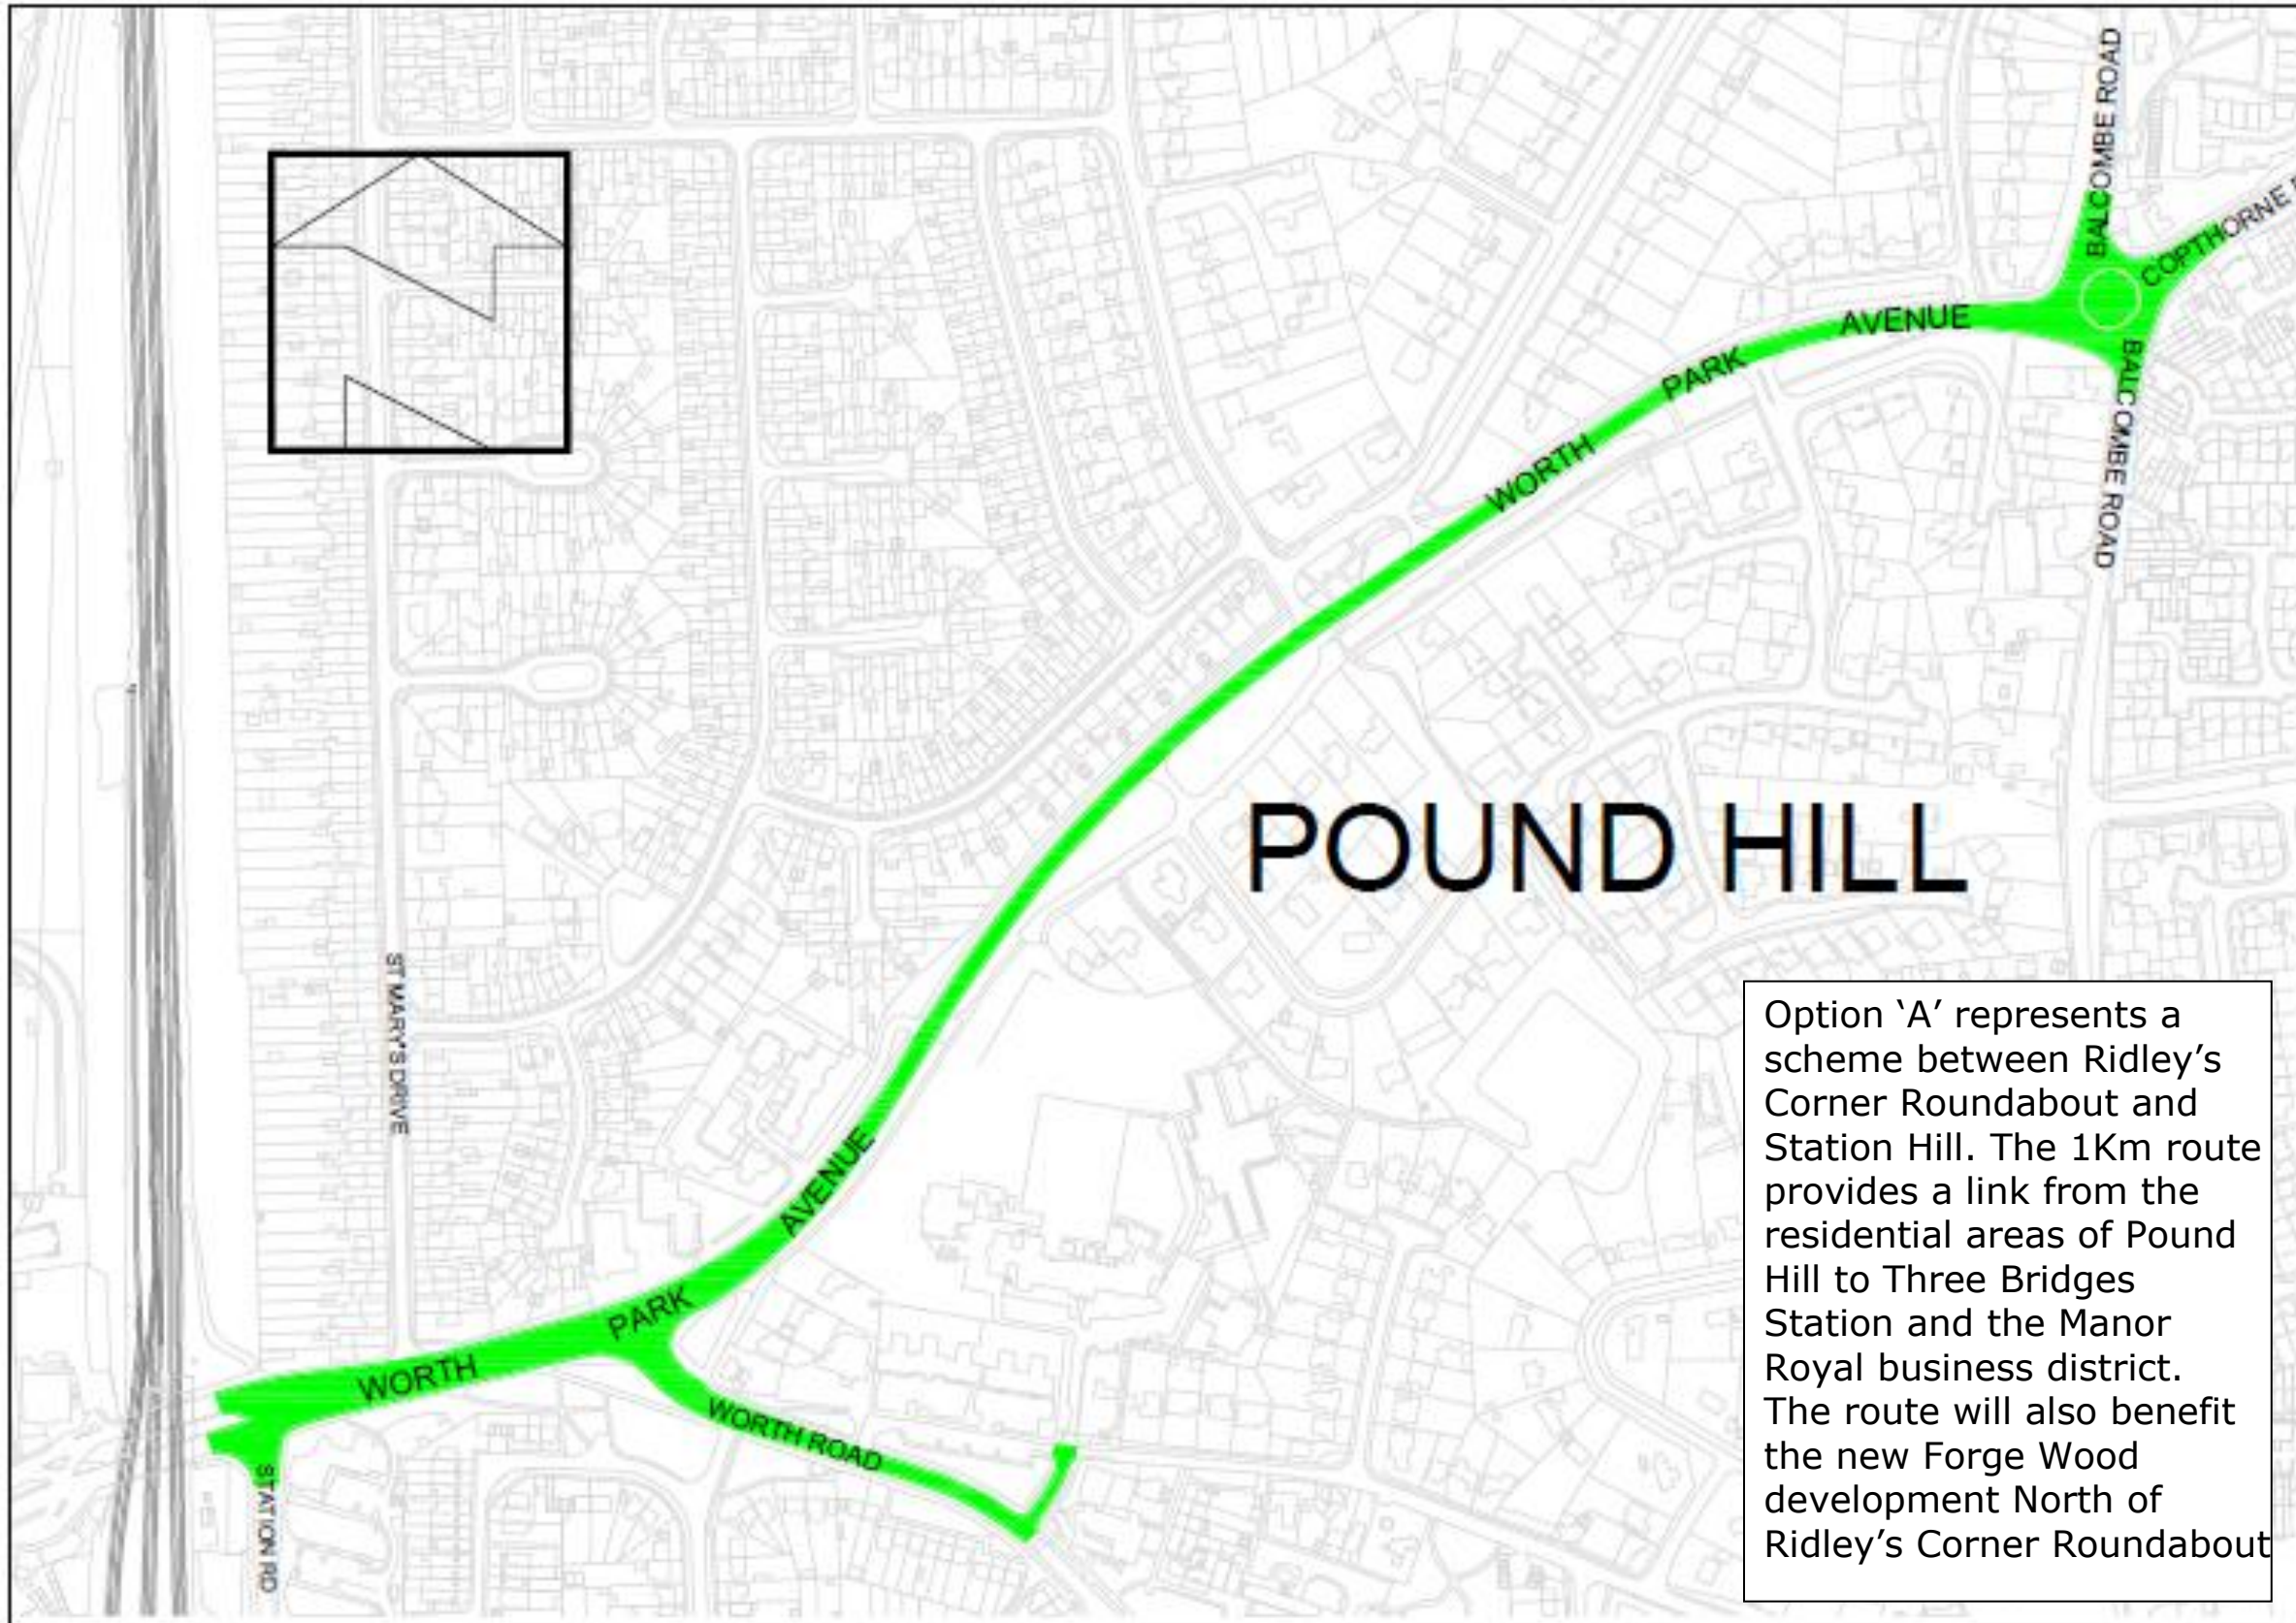 BALCOMBE ROAD
COPTHORNE
BALCOMBE ROAD
WORTH PARK AVENUE
POUND HILL
ST MARY'S DRIVE
WORTH PARK AVENUE
WORTH ROAD
STATION RD
Option ‘A’ represents a
scheme between Ridley’s
Corner Roundabout and
Station Hill. The 1Km route
provides a link from the
residential areas of Pound
Hill to Three Bridges
Station and the Manor
Royal business district.
The route will also benefit
the new Forge Wood
development North of
Ridley’s Corner Roundabout